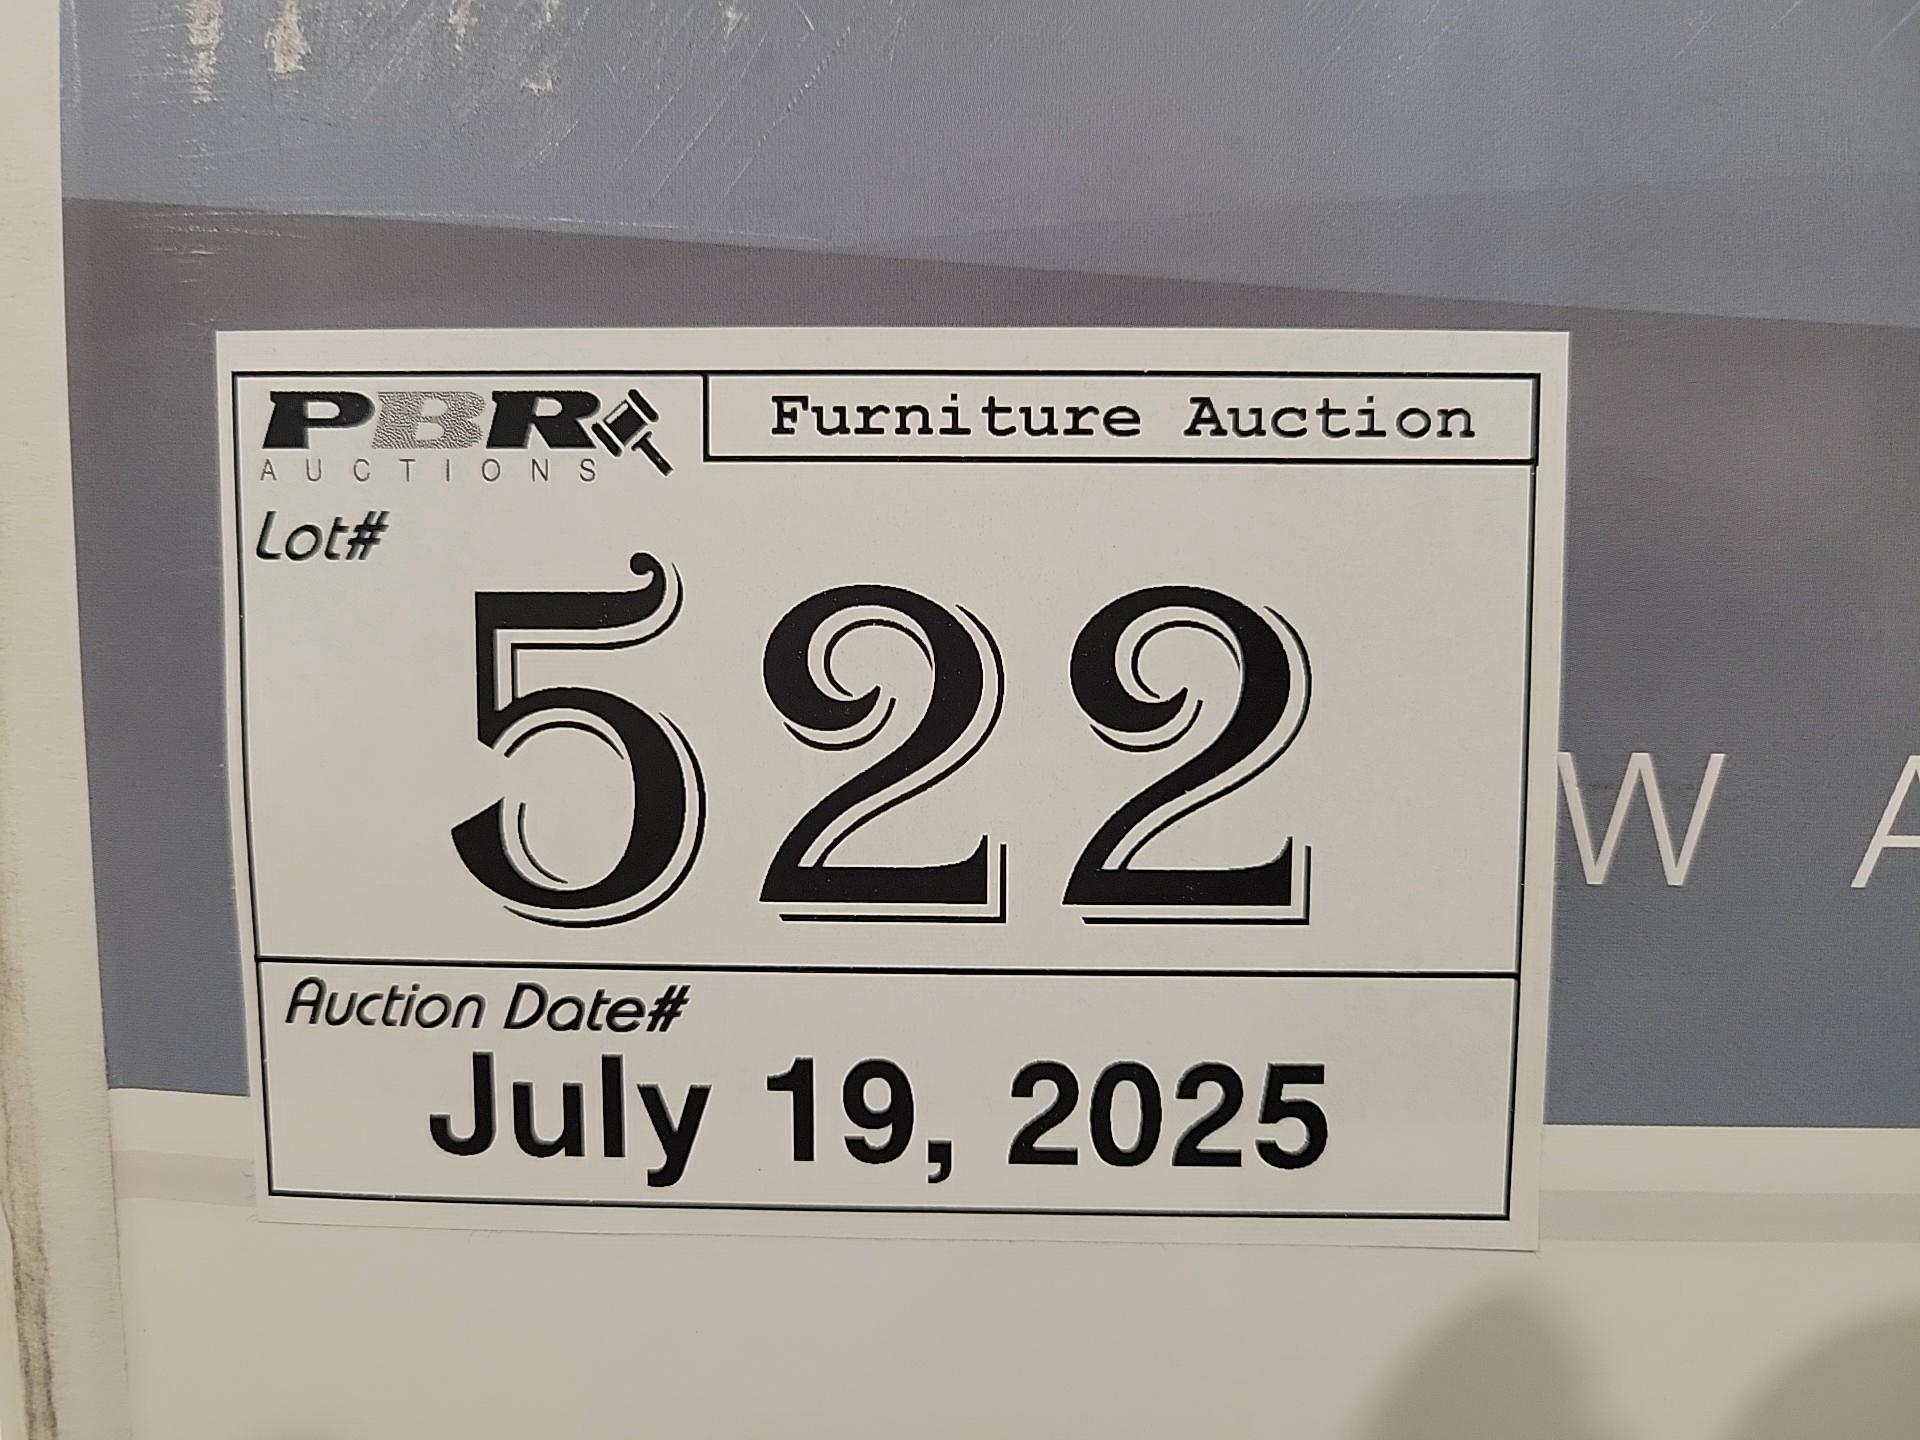 PBR
AUCTIONS
Furniture Auction
Lot#
522
Auction Date#
July 19, 2025
W A